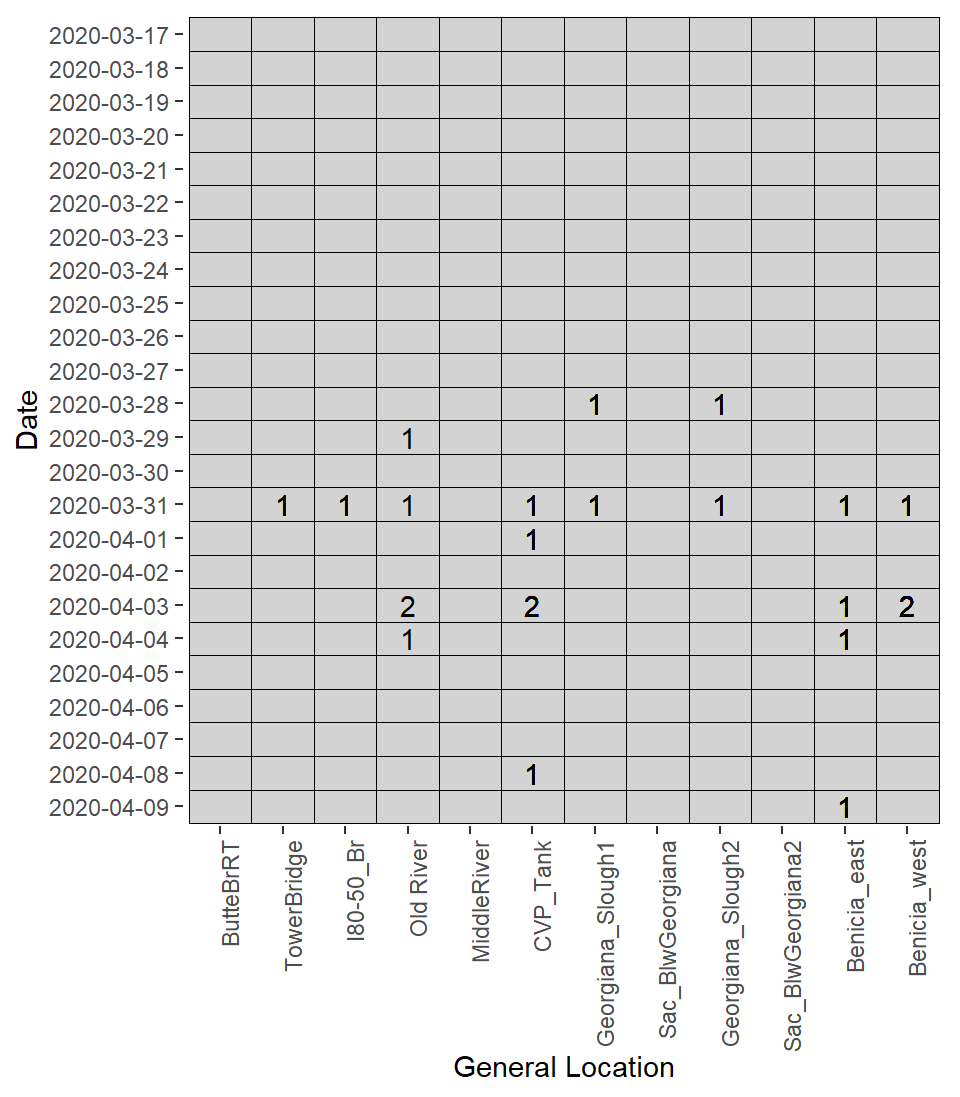 2020-03-17
2020-03-18
2020-03-19
2020-03-20
2020-03-21
2020-03-22
2020-03-23
2020-03-24
2020-03-25
2020-03-26
2020-03-27
2020-03-28 1 1
2020-03-29 1
2020-03-30
2020-03-31 1 1 1 1 1 1 1 1
2020-04-01 1
2020-04-02
2020-04-03 2 2 1 2
2020-04-04 1 1
2020-04-05
2020-04-06
2020-04-07
2020-04-08 1
2020-04-09 1
Date
ButteBrRT
TowerBridge
I80-50_Br
Old River
MiddleRiver
CVP_Tank
Georgiana_Slough1
Sac_BlwGeorgiana
Georgiana_Slough2
Sac_BlwGeorgiana2
Benicia_east
Benicia_west
General Location